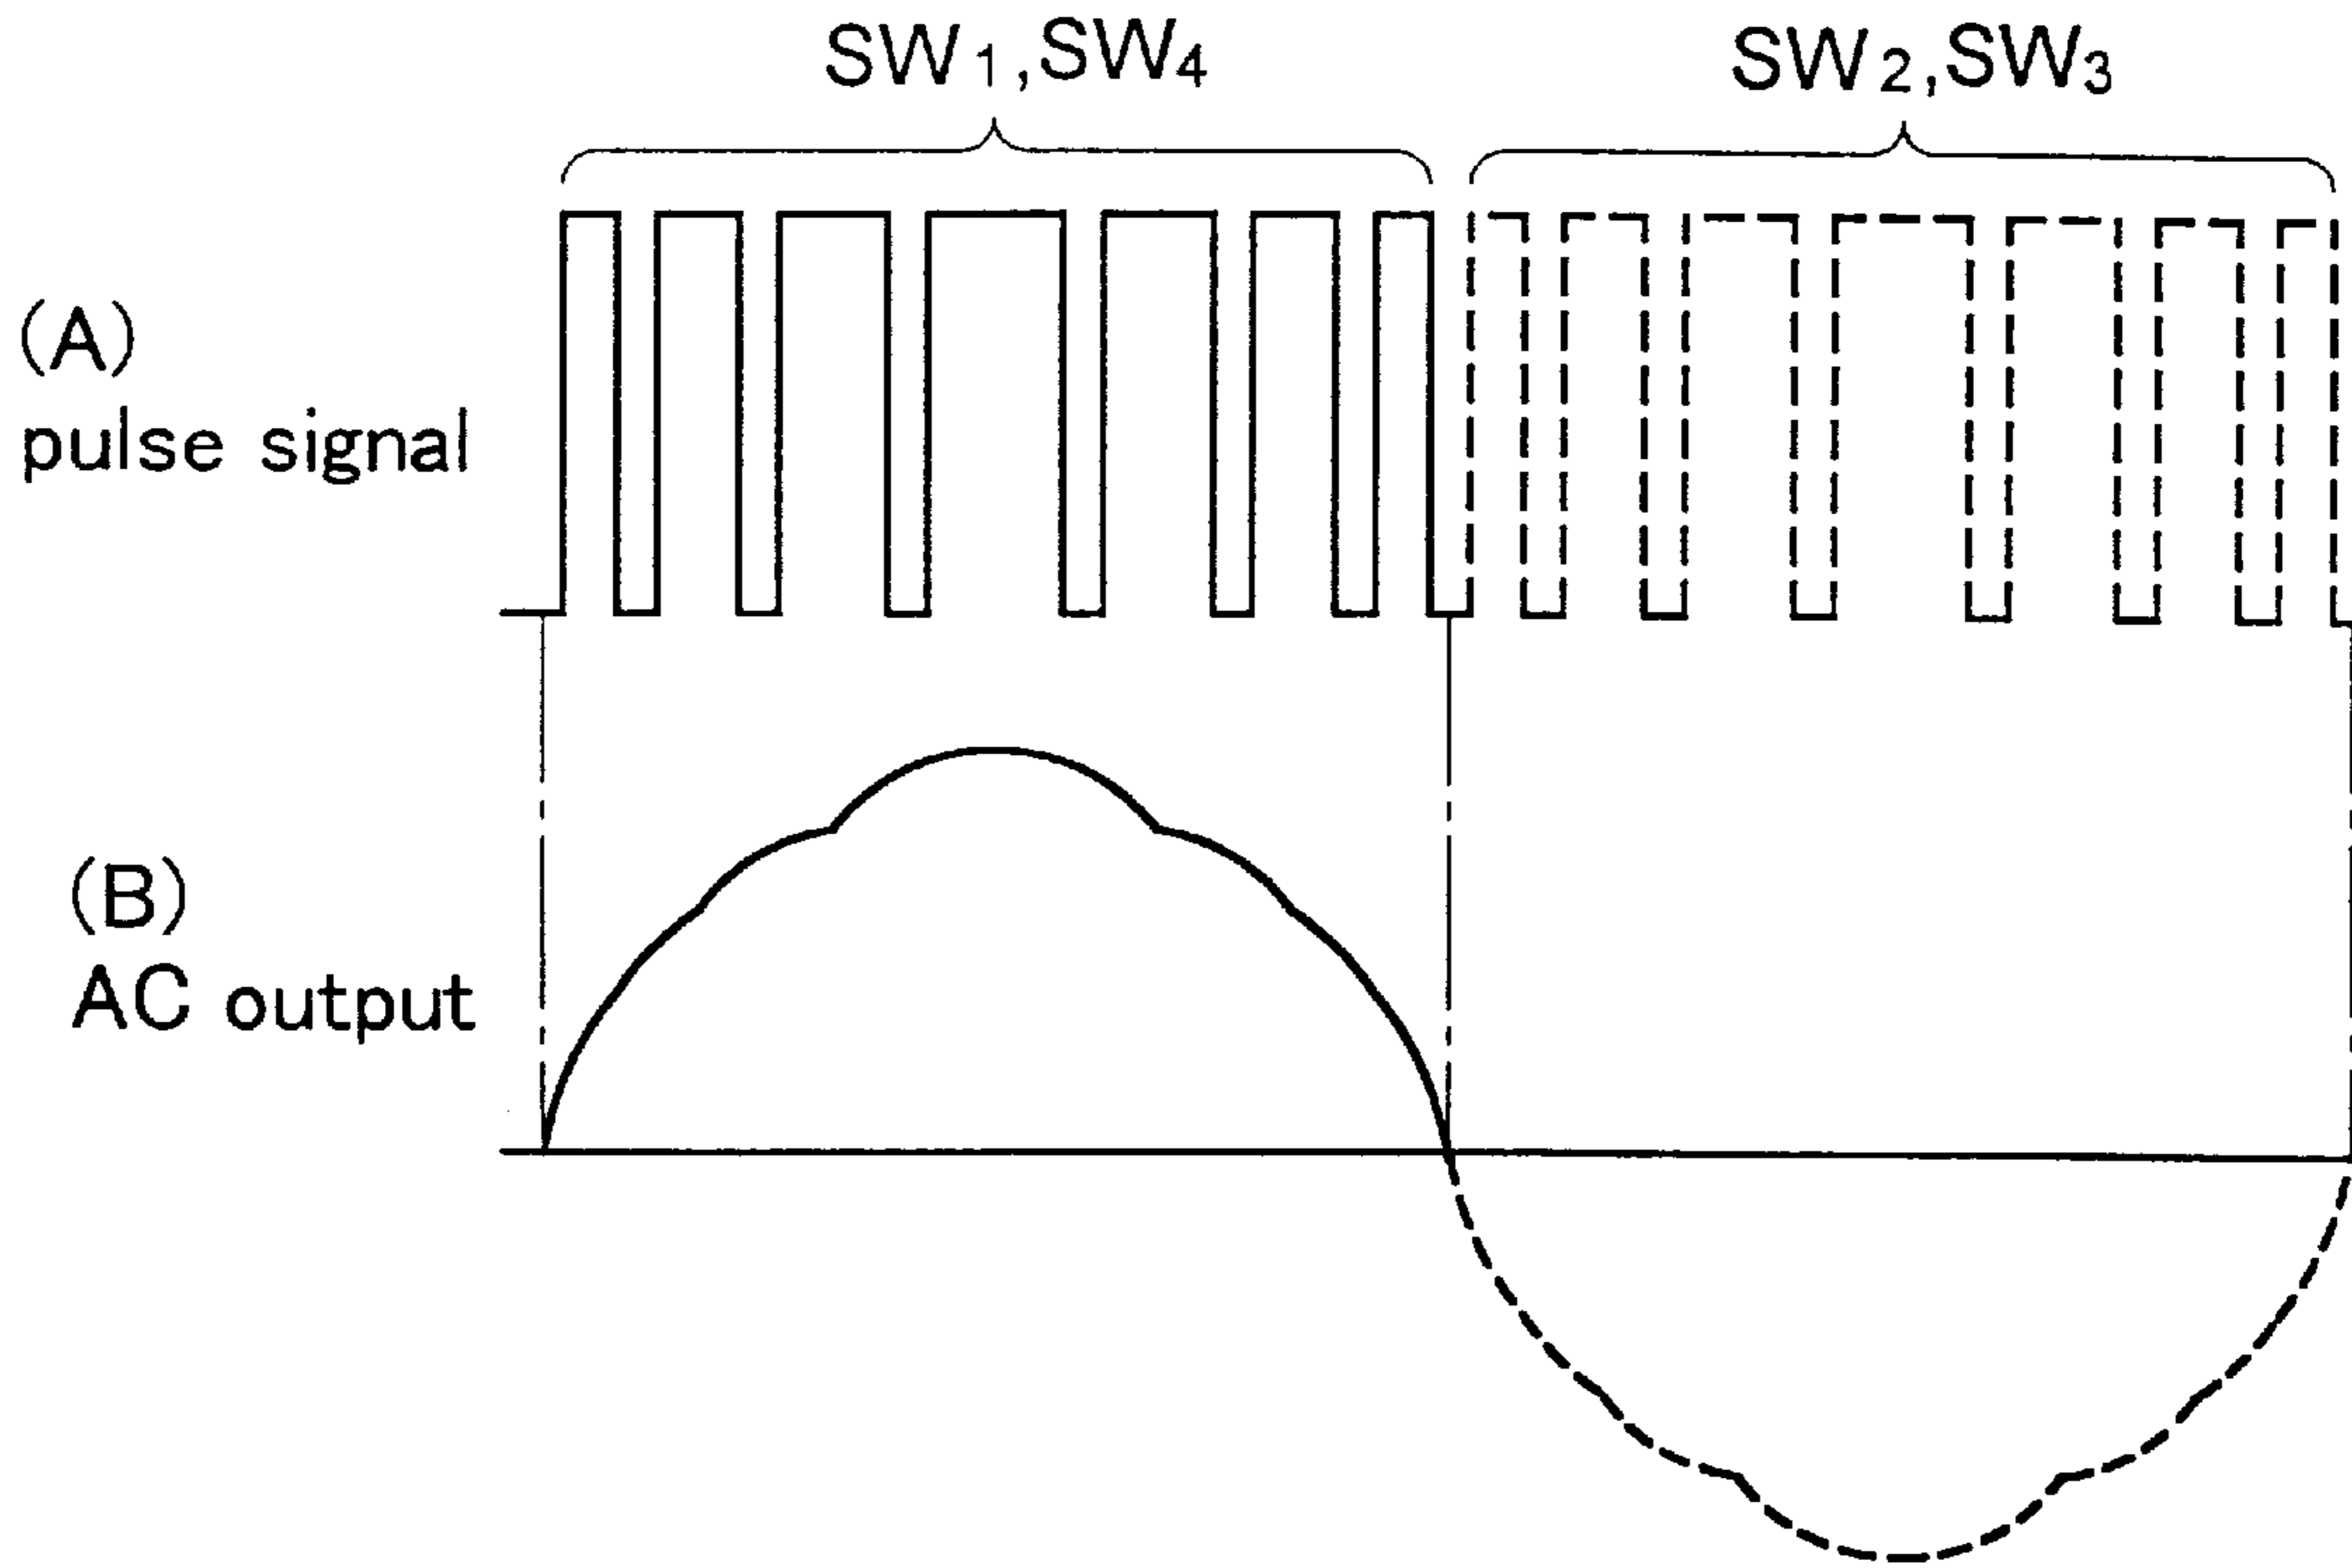 SW₁,SW₄
SW₂,SW₃
(A)
pulse signal
(B)
AC output